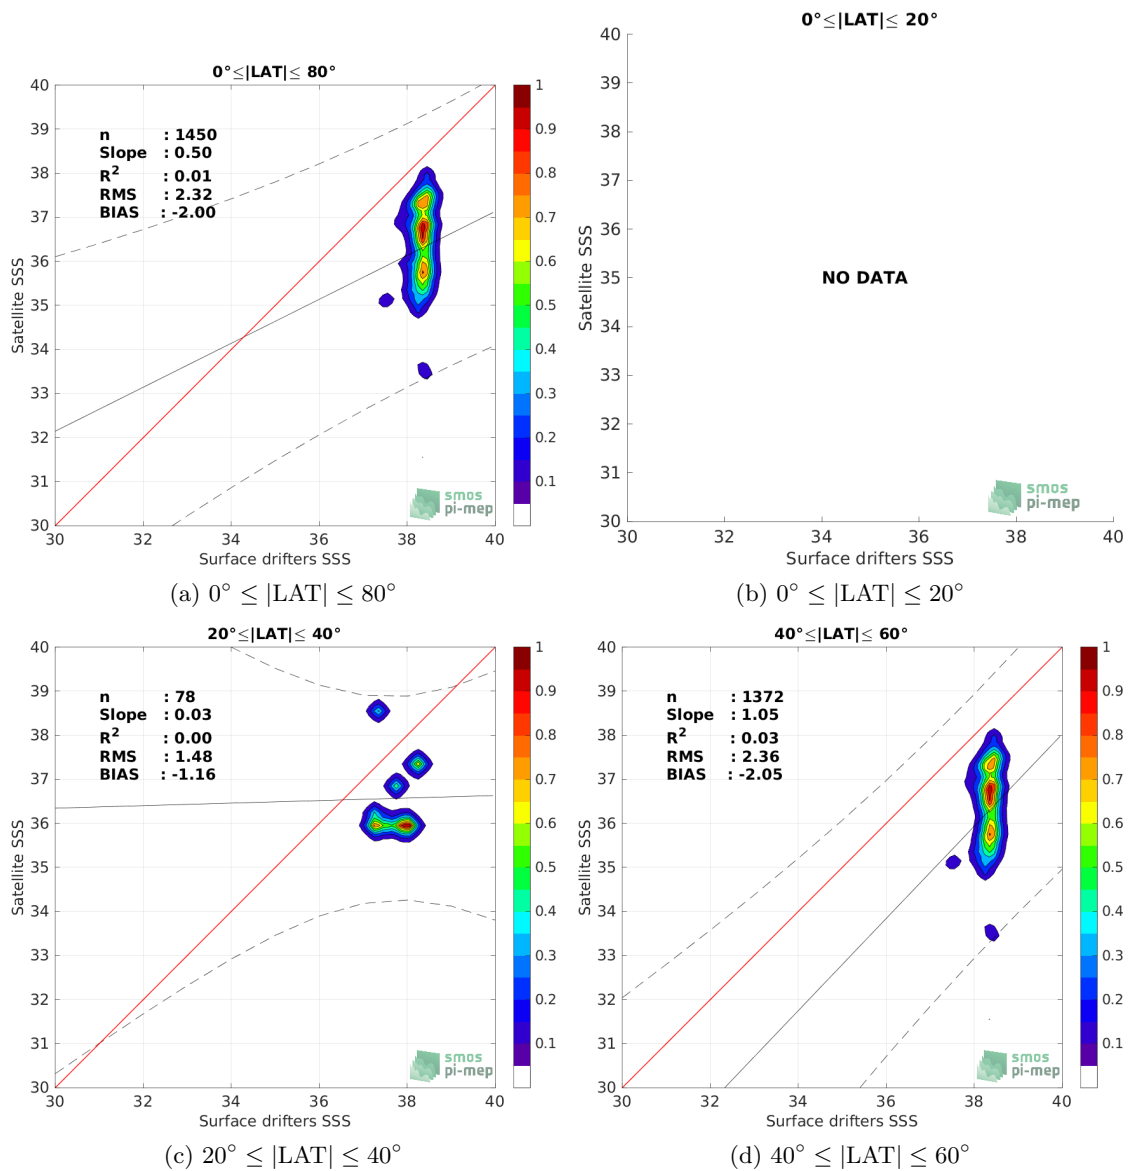 0°≤|LAT|≤ 80°
40
39
38
37
36
35
34
33
32
31
30
30
32
34
36
38
40
Satellite SSS
Surface drifters SSS
n : 1450
Slope : 0.50
R² : 0.01
RMS : 2.32
BIAS : -2.00
1
0.9
0.8
0.7
0.6
0.5
0.4
0.3
0.2
0.1
smos
pi-mep
(a) 0° ≤ |LAT| ≤ 80°
0°≤|LAT|≤ 20°
40
39
38
37
36
35
34
33
32
31
30
30
32
34
36
38
40
Satellite SSS
Surface drifters SSS
NO DATA
smos
pi-mep
(b) 0° ≤ |LAT| ≤ 20°
20°≤|LAT|≤ 40°
40
39
38
37
36
35
34
33
32
31
30
30
32
34
36
38
40
Satellite SSS
Surface drifters SSS
n : 78
Slope : 0.03
R² : 0.00
RMS : 1.48
BIAS : -1.16
1
0.9
0.8
0.7
0.6
0.5
0.4
0.3
0.2
0.1
smos
pi-mep
(c) 20° ≤ |LAT| ≤ 40°
40°≤|LAT|≤ 60°
40
39
38
37
36
35
34
33
32
31
30
30
32
34
36
38
40
Satellite SSS
Surface drifters SSS
n : 1372
Slope : 1.05
R² : 0.03
RMS : 2.36
BIAS : -2.05
1
0.9
0.8
0.7
0.6
0.5
0.4
0.3
0.2
0.1
smos
pi-mep
(d) 40° ≤ |LAT| ≤ 60°